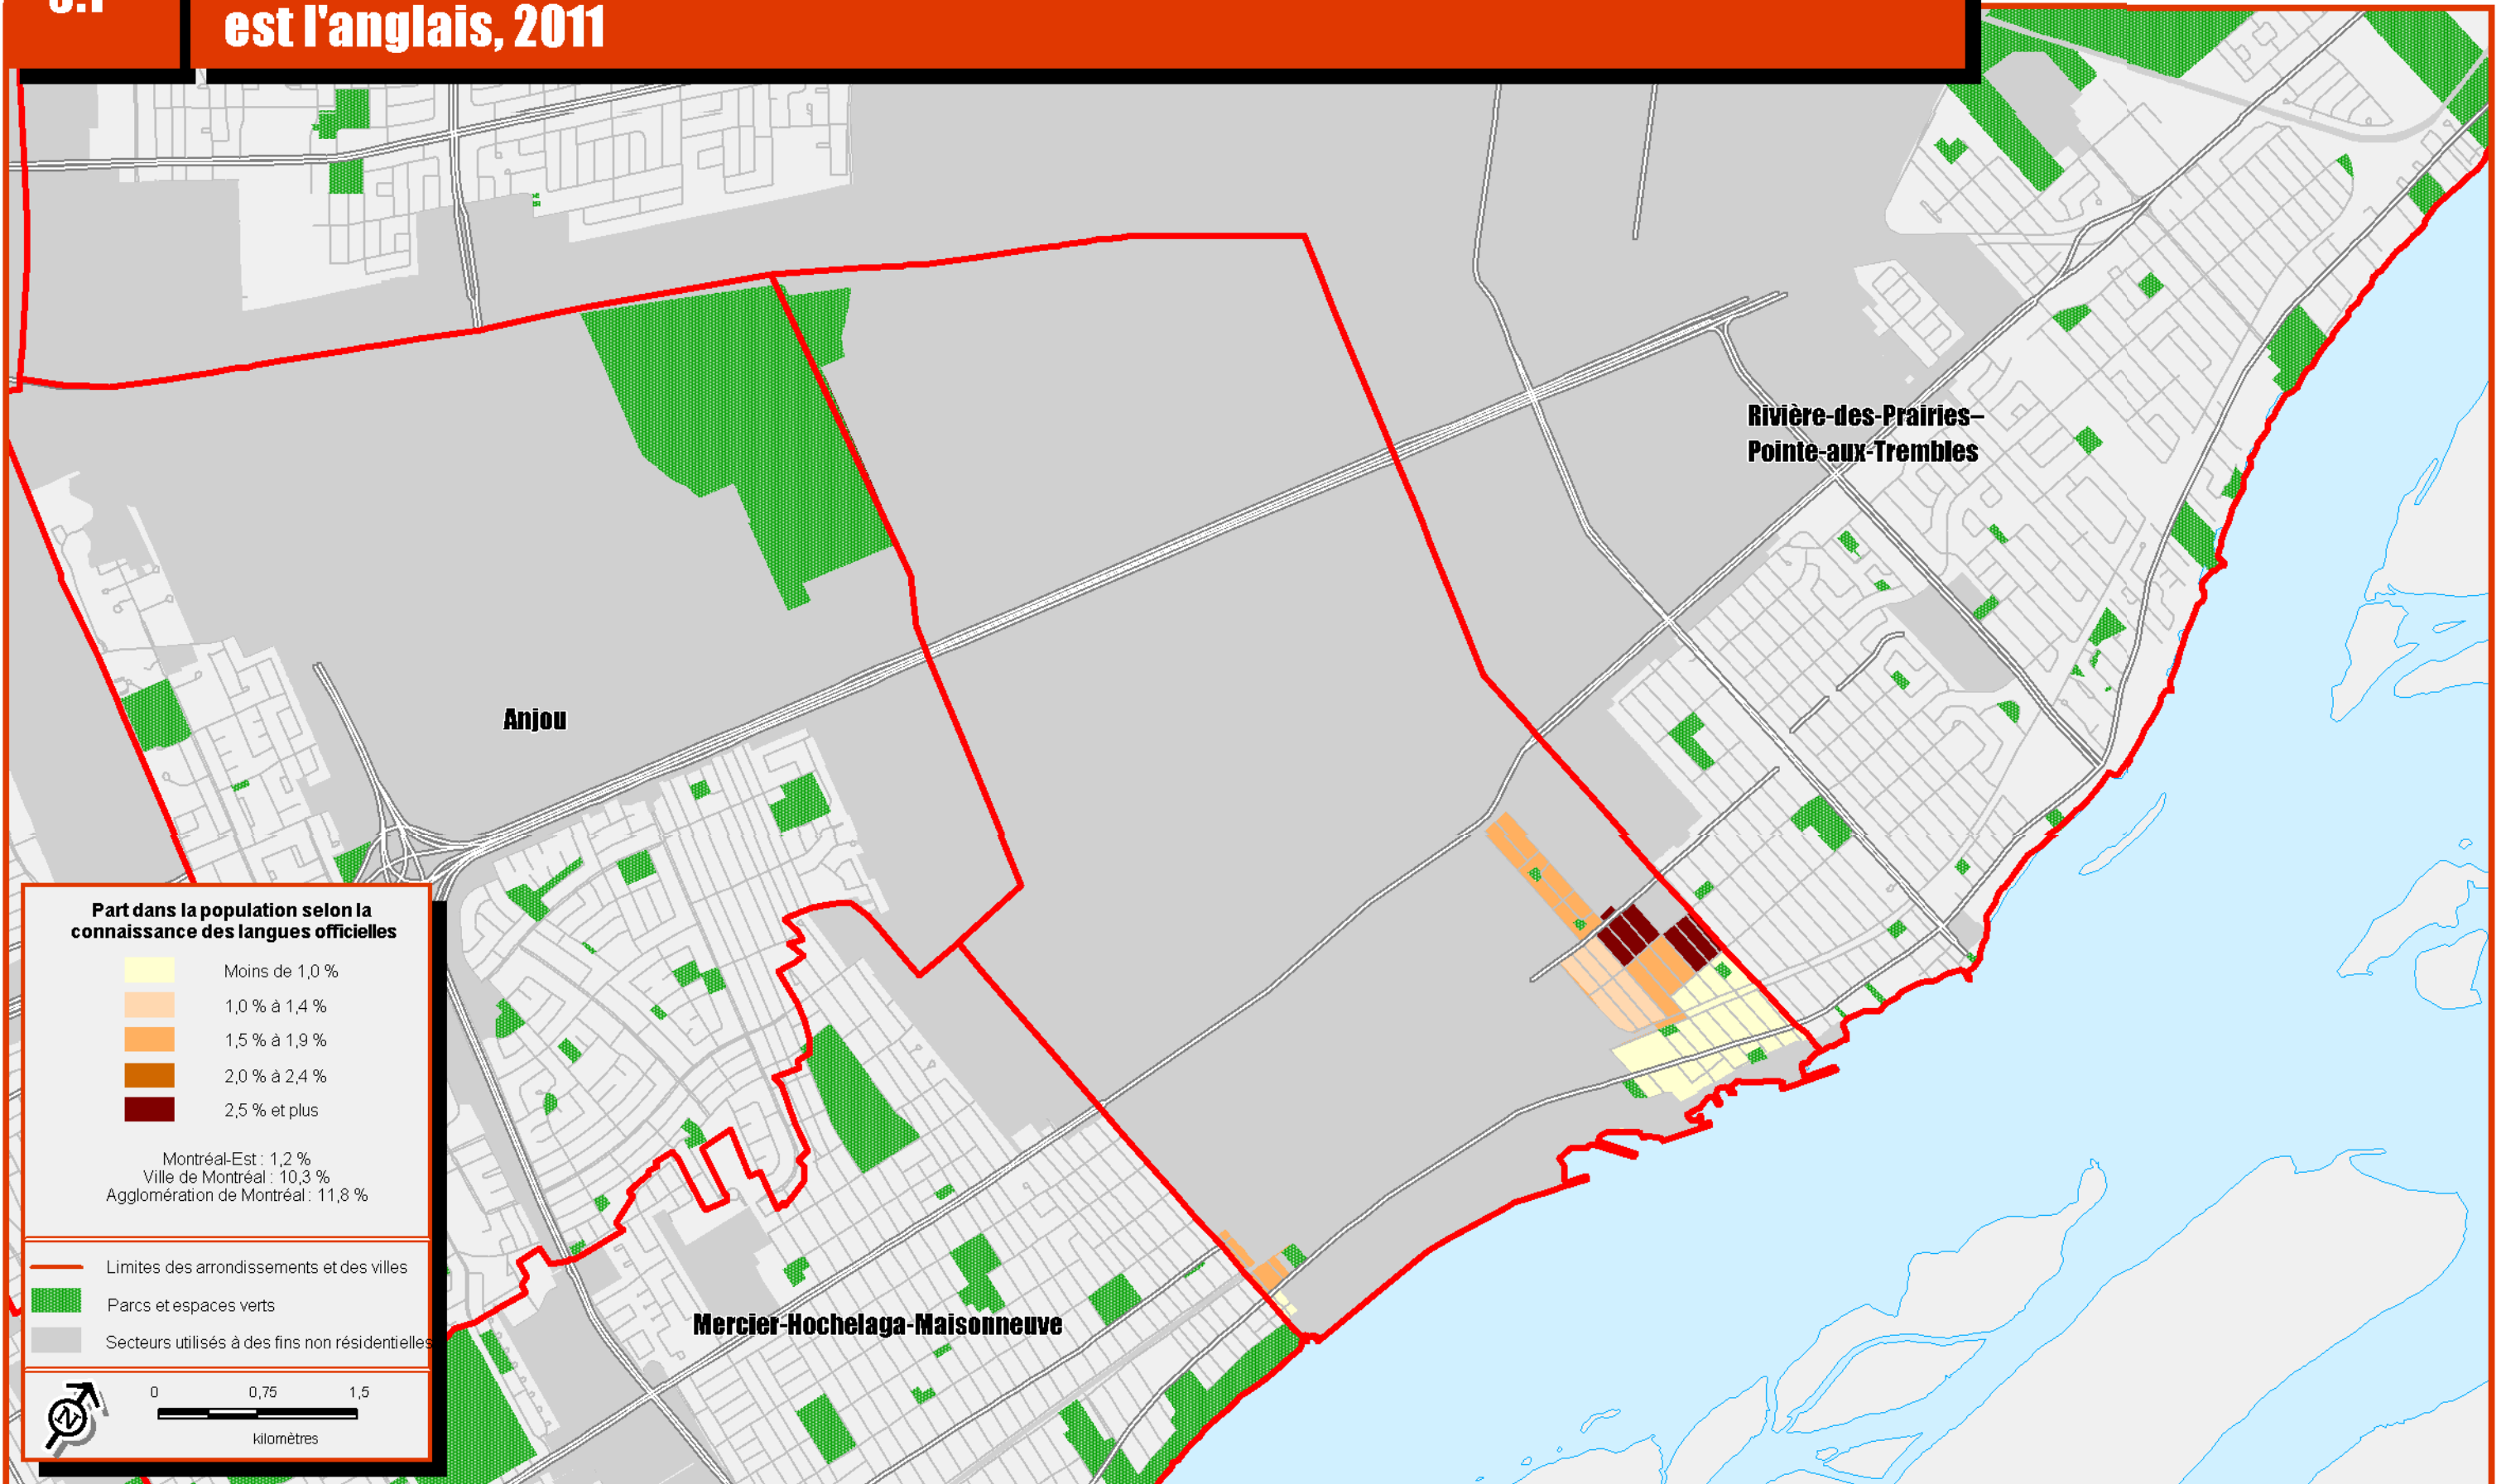 est l'anglais, 2011
Rivière-des-Prairies–
Pointe-aux-Trembles
Anjou
Mercier-Hochelaga-Maisonneuve
Part dans la population selon la
connaissance des langues officielles
Moins de 1,0 %
1,0 % à 1,4 %
1,5 % à 1,9 %
2,0 % à 2,4 %
2,5 % et plus
Montréal-Est : 1,2 %
Ville de Montréal : 10,3 %
Agglomération de Montréal : 11,8 %
Limites des arrondissements et des villes
Parcs et espaces verts
Secteurs utilisés à des fins non résidentielles
N
0 0,75 1,5
kilomètres